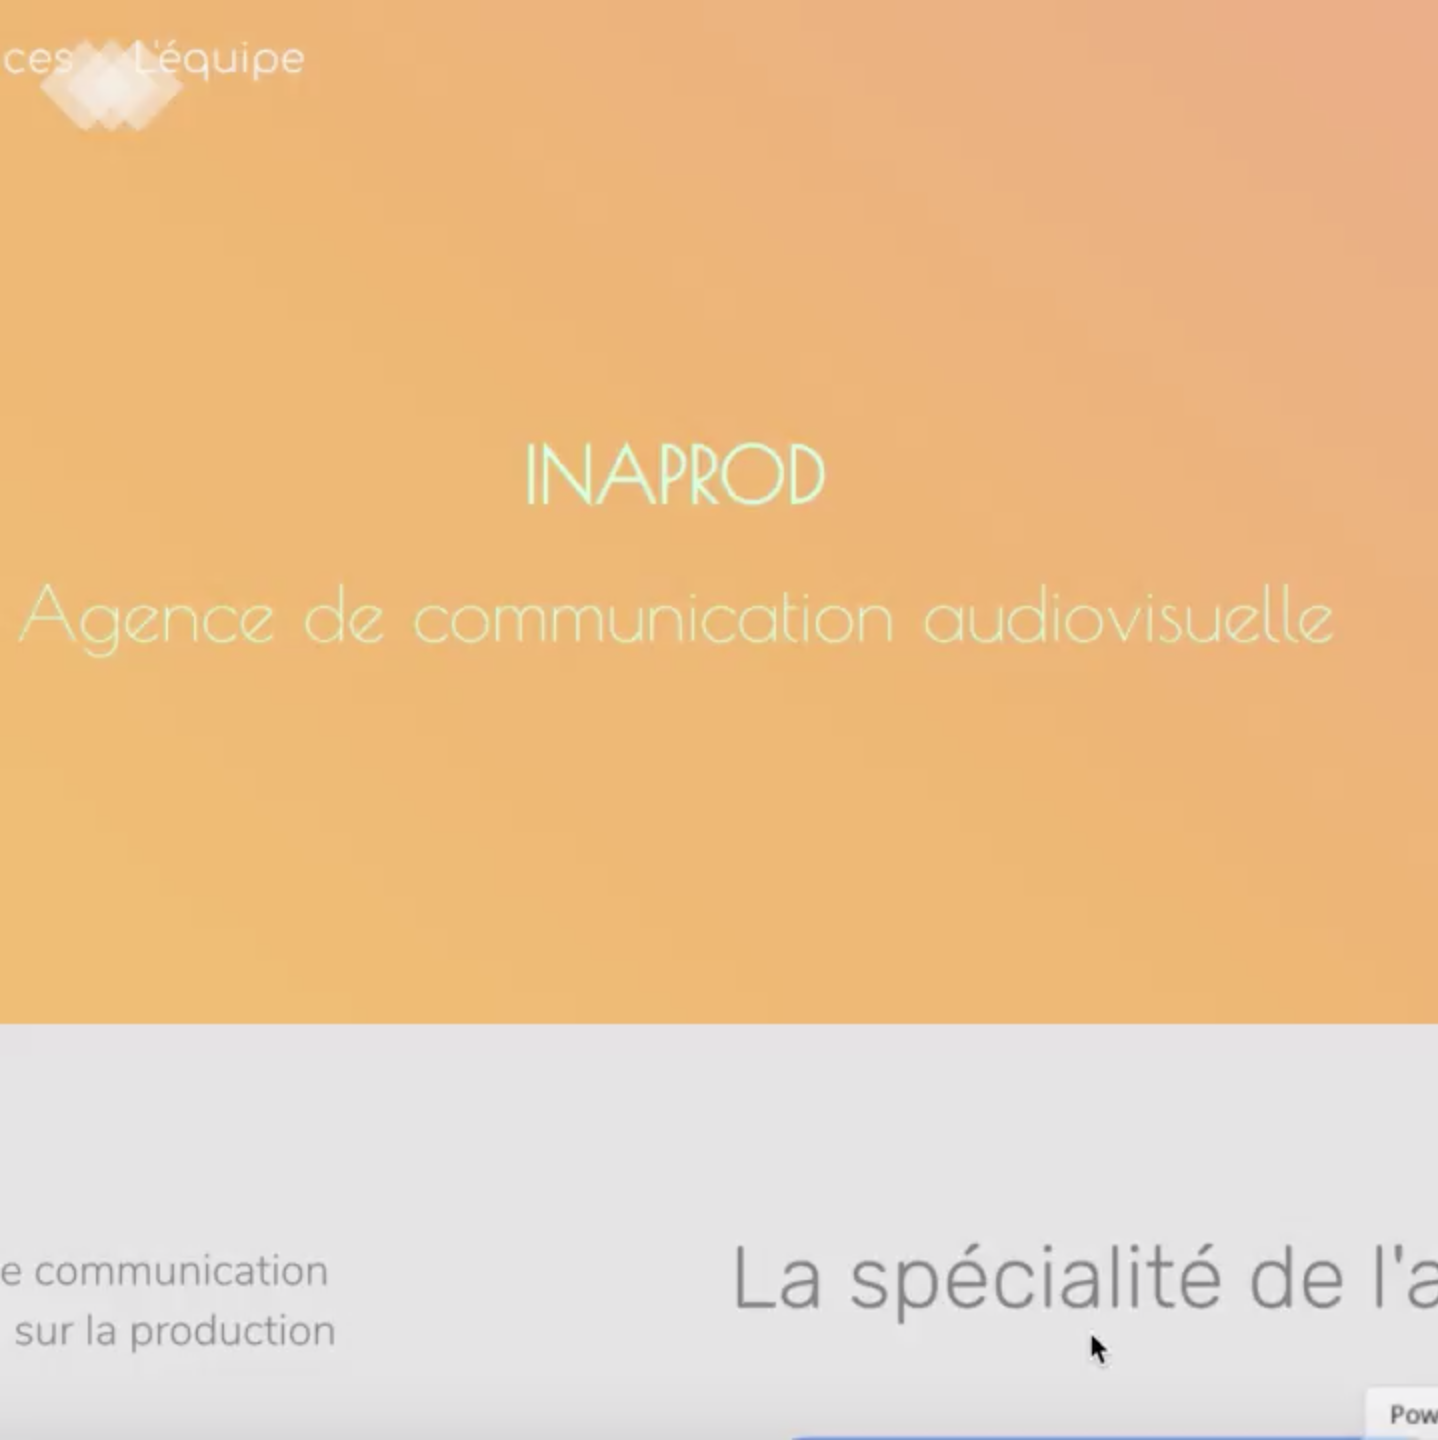 ces L'équipe
INAPROD
Agence de communication audiovisuelle
e communication
sur la production
La spécialité de l'a
Pow